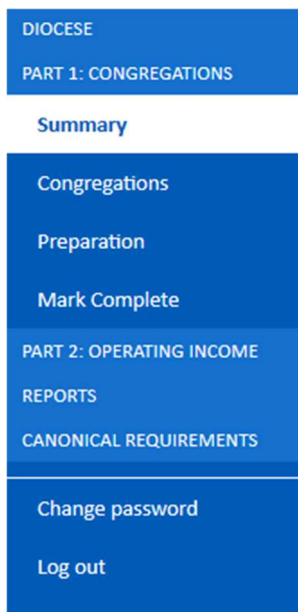 DIOCESE
PART 1: CONGREGATIONS
Summary
Congregations
Preparation
Mark Complete
PART 2: OPERATING INCOME
REPORTS
CANONICAL REQUIREMENTS
Change password
Log out